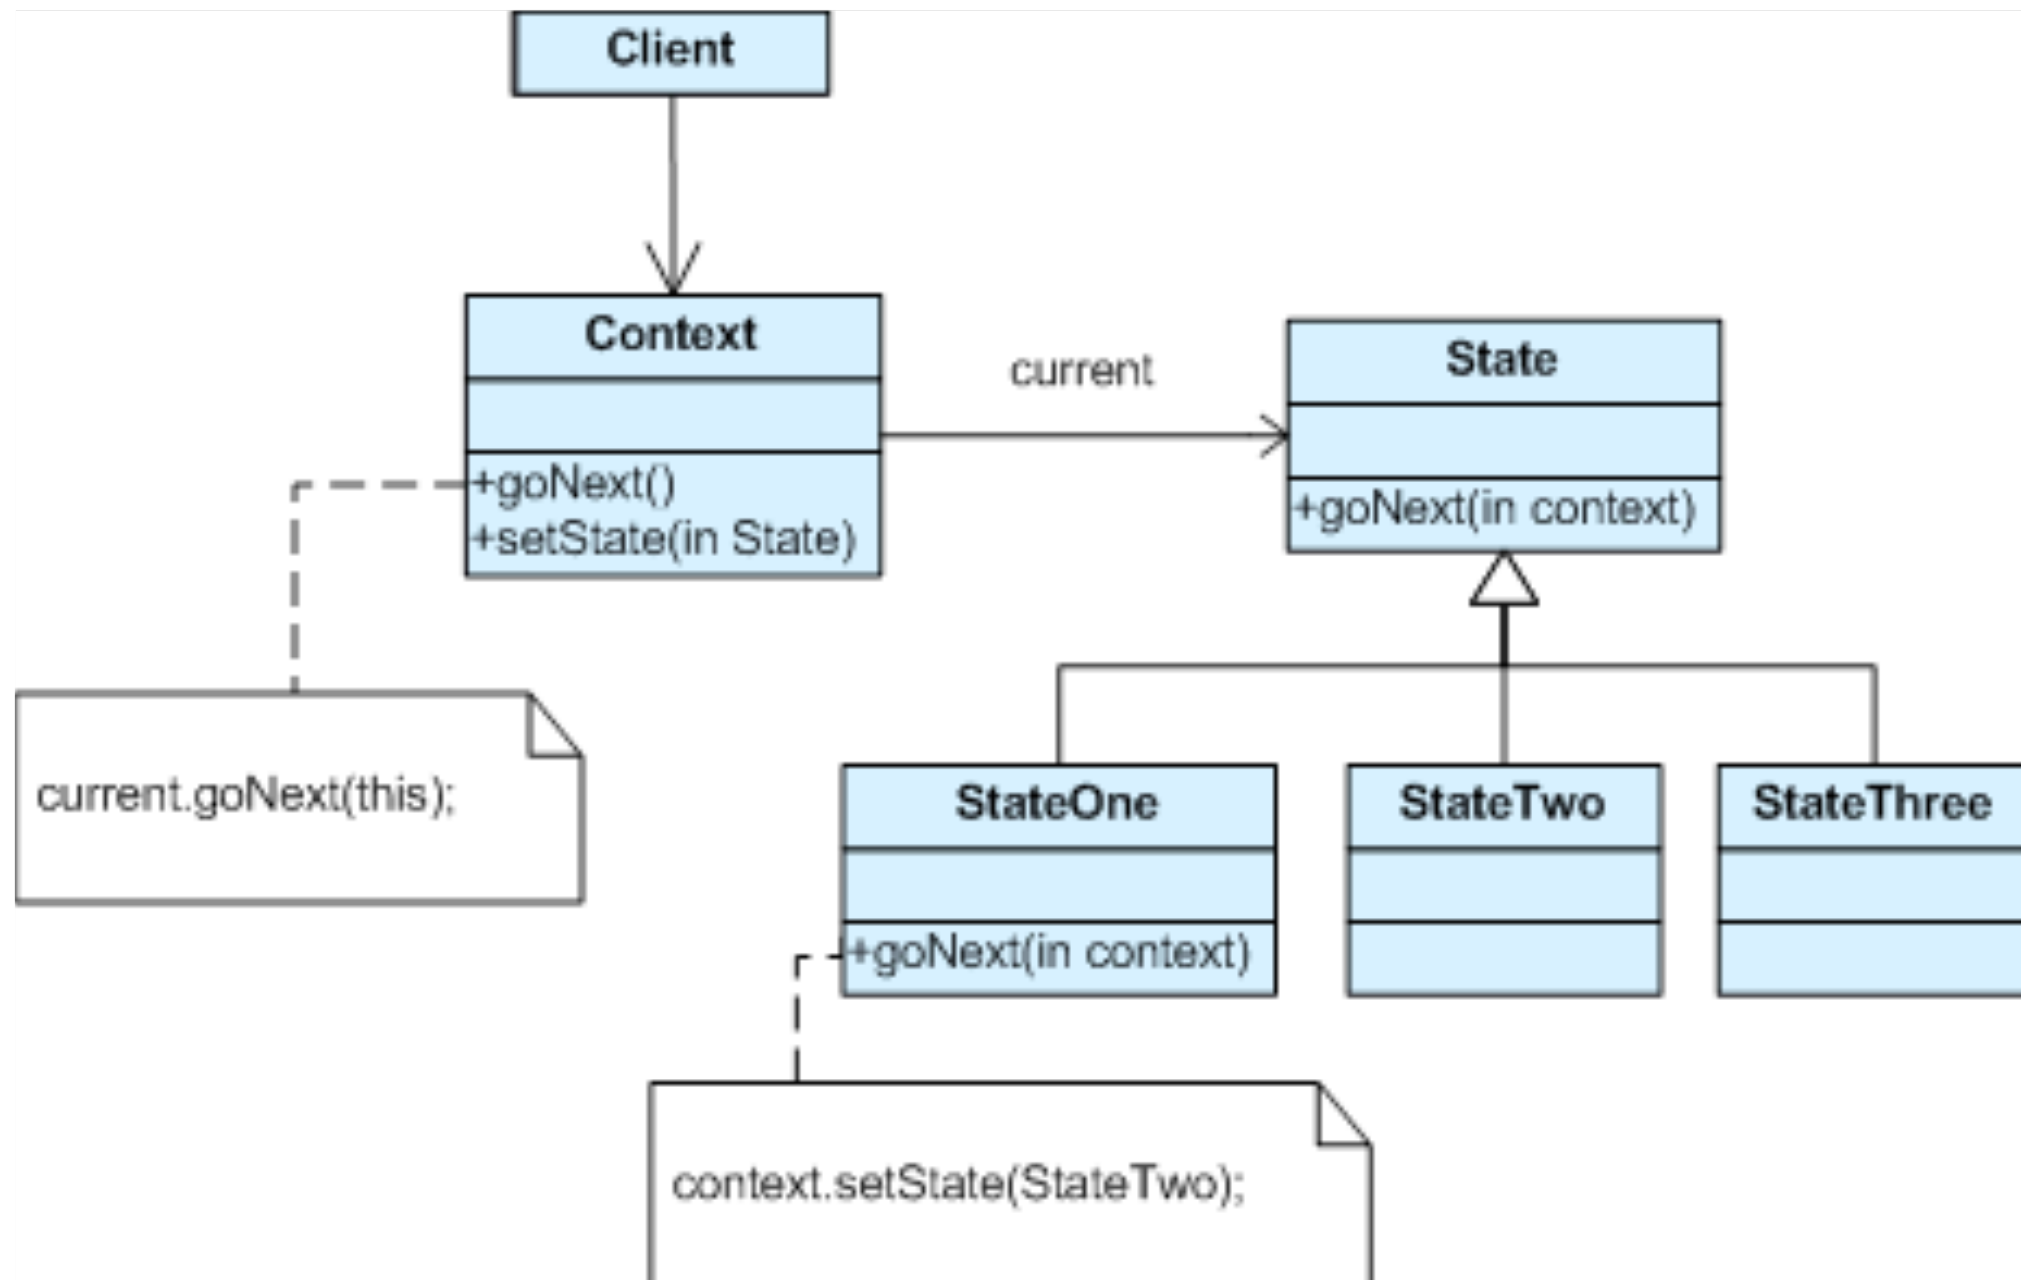 Client
Context
+goNext()
+setState(in State)
current
State
+goNext(in context)
current.goNext(this);
StateOne
+goNext(in context)
StateTwo
StateThree
context.setState(StateTwo);